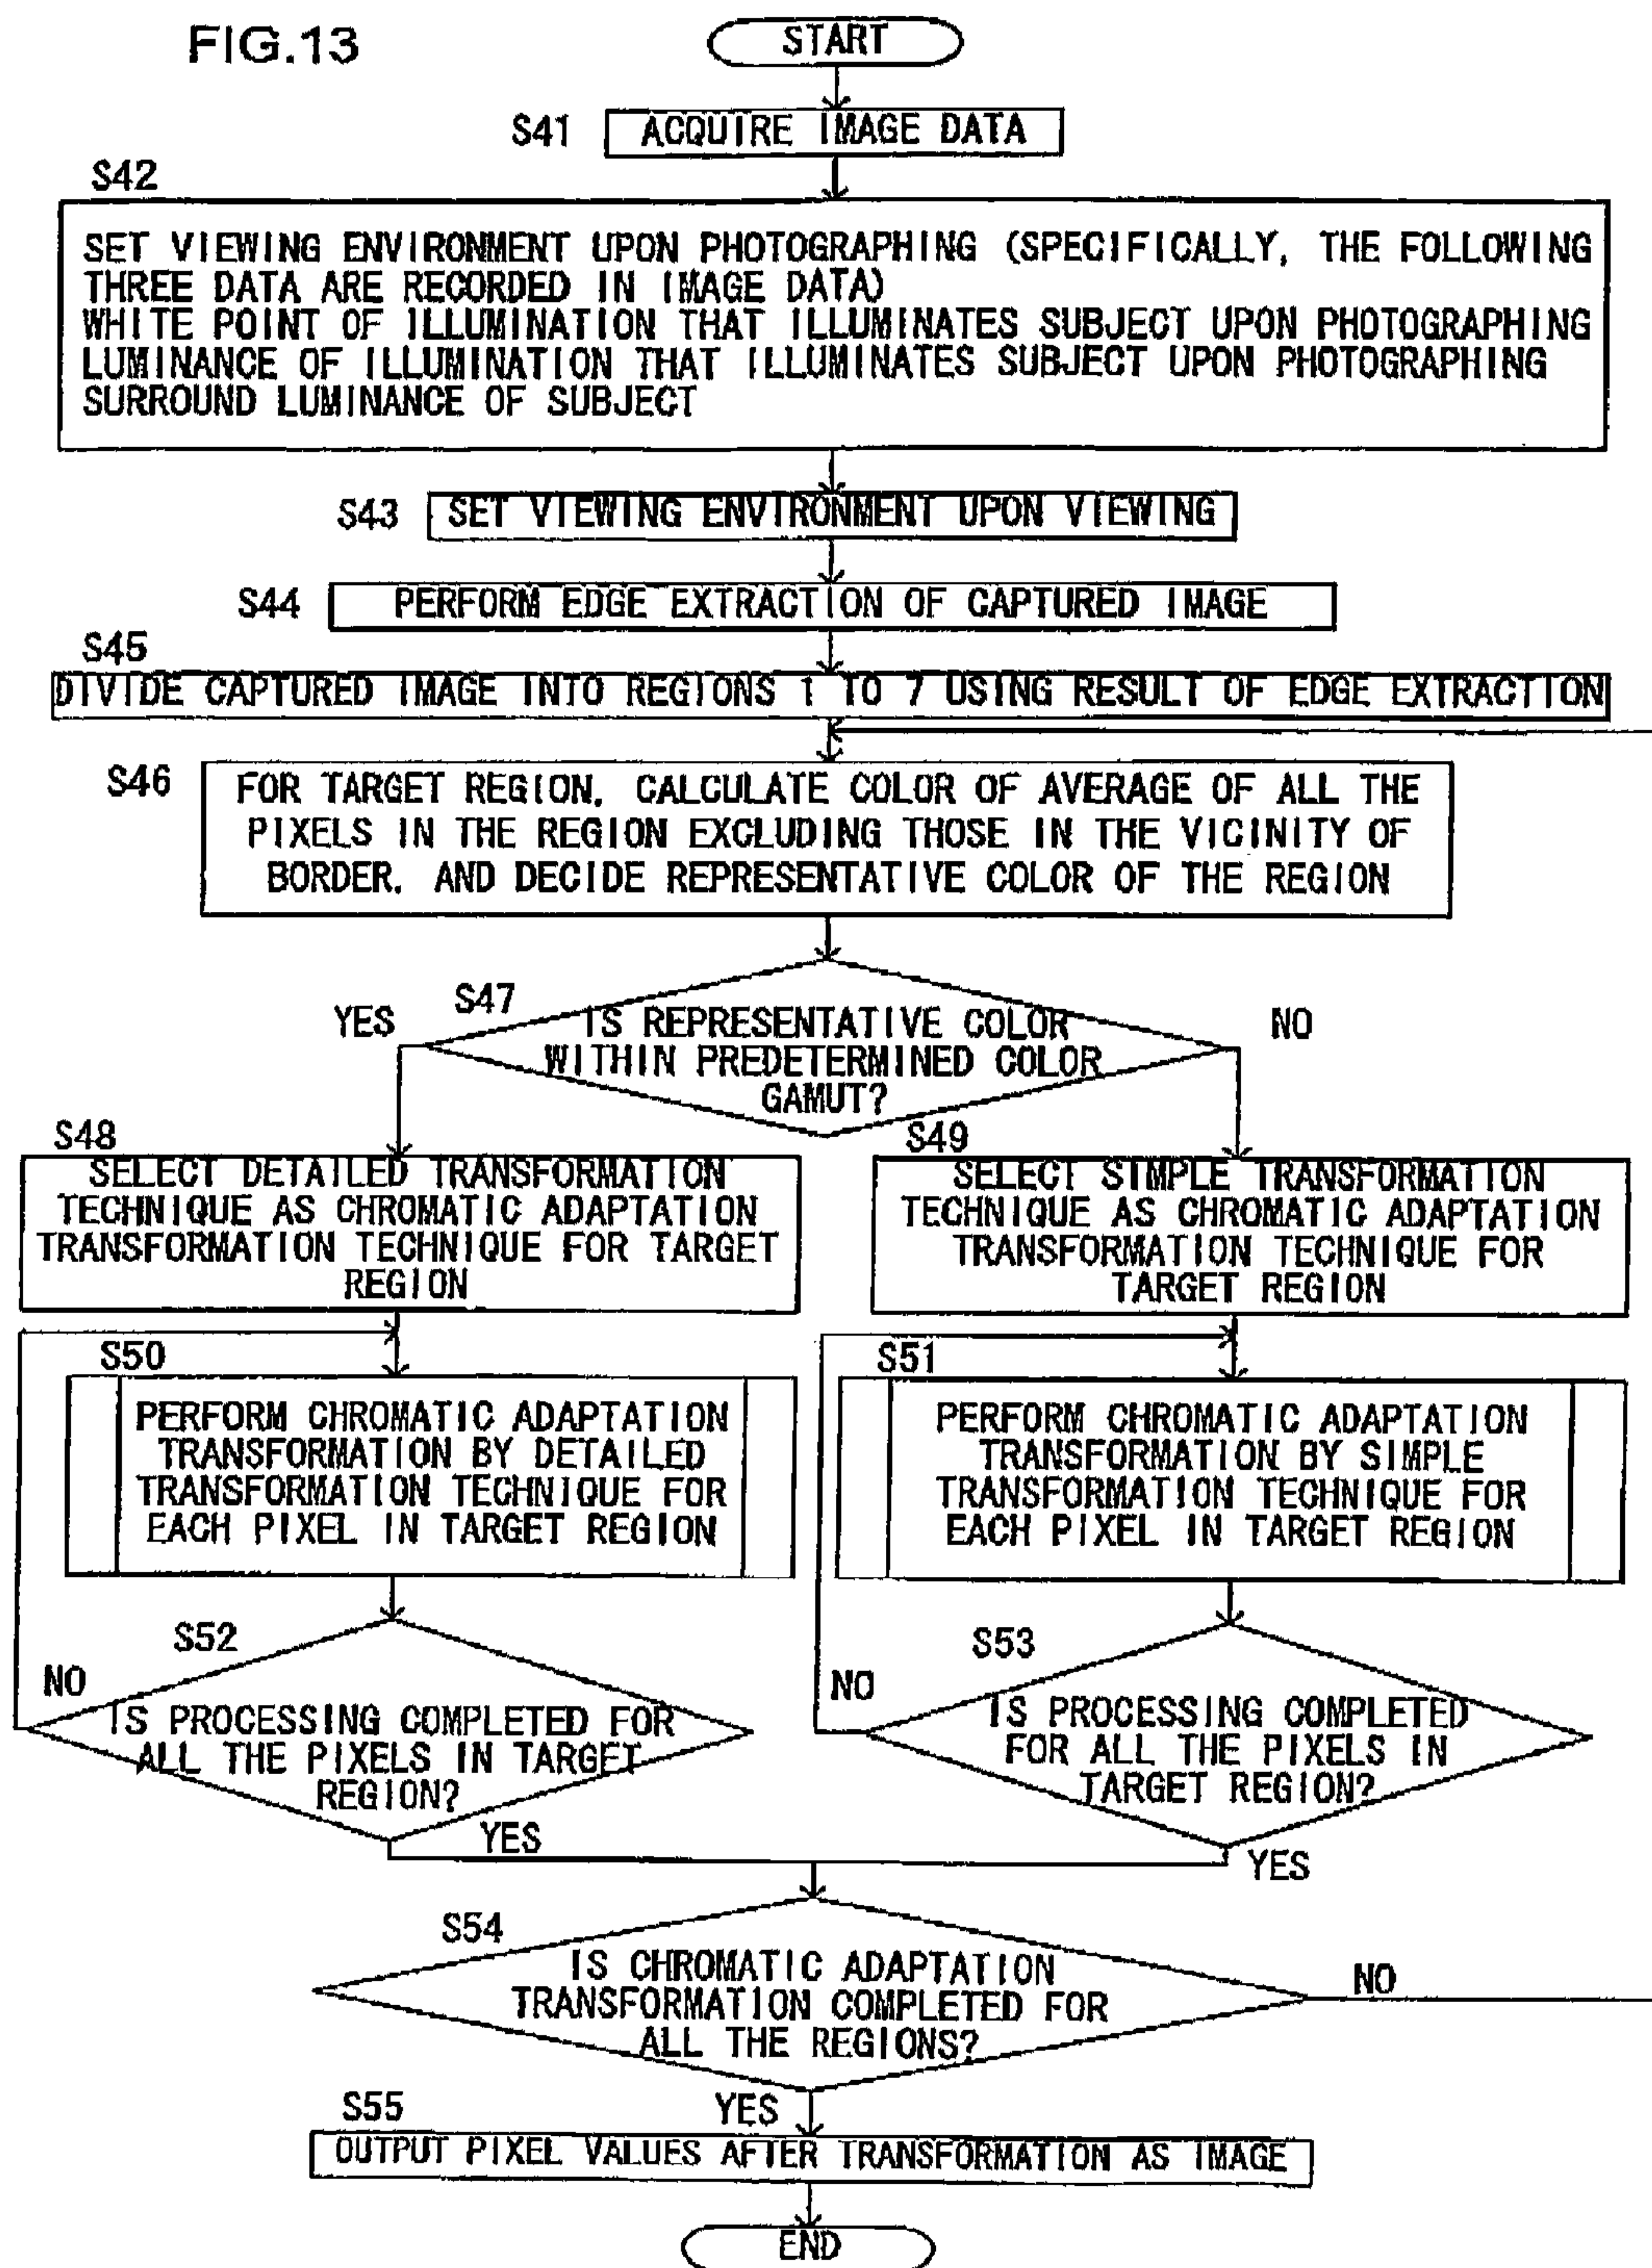 FIG.13
START
S41
ACQUIRE IMAGE DATA
S42
SET VIEWING ENVIRONMENT UPON PHOTOGRAPHING (SPECIFICALLY, THE FOLLOWING
THREE DATA ARE RECORDED IN IMAGE DATA)
WHITE POINT OF ILLUMINATION THAT ILLUMINATES SUBJECT UPON PHOTOGRAPHING
LUMINANCE OF ILLUMINATION THAT ILLUMINATES SUBJECT UPON PHOTOGRAPHING
SURROUND LUMINANCE OF SUBJECT
S43
SET VIEWING ENVIRONMENT UPON VIEWING
S44
PERFORM EDGE EXTRACTION OF CAPTURED IMAGE
S45
DIVIDE CAPTURED IMAGE INTO REGIONS 1 TO 7 USING RESULT OF EDGE EXTRACTION
S46
FOR TARGET REGION, CALCULATE COLOR OF AVERAGE OF ALL THE
PIXELS IN THE REGION EXCLUDING THOSE IN THE VICINITY OF
BORDER, AND DECIDE REPRESENTATIVE COLOR OF THE REGION
S47
YES
IS REPRESENTATIVE COLOR
WITHIN PREDETERMINED COLOR
GAMUT?
NO
S48
SELECT DETAILED TRANSFORMATION
TECHNIQUE AS CHROMATIC ADAPTATION
TRANSFORMATION TECHNIQUE FOR TARGET
REGION
S49
SELECT SIMPLE TRANSFORMATION
TECHNIQUE AS CHROMATIC ADAPTATION
TRANSFORMATION TECHNIQUE FOR
TARGET REGION
S50
PERFORM CHROMATIC ADAPTATION
TRANSFORMATION BY DETAILED
TRANSFORMATION TECHNIQUE FOR
EACH PIXEL IN TARGET REGION
S51
PERFORM CHROMATIC ADAPTATION
TRANSFORMATION BY SIMPLE
TRANSFORMATION TECHNIQUE FOR
EACH PIXEL IN TARGET REGION
S52
NO
IS PROCESSING COMPLETED FOR
ALL THE PIXELS IN TARGET
REGION?
YES
S53
NO
IS PROCESSING COMPLETED
FOR ALL THE PIXELS IN
TARGET REGION?
YES
S54
IS CHROMATIC ADAPTATION
TRANSFORMATION COMPLETED FOR
ALL THE REGIONS?
NO
YES
S55
OUTPUT PIXEL VALUES AFTER TRANSFORMATION AS IMAGE
END